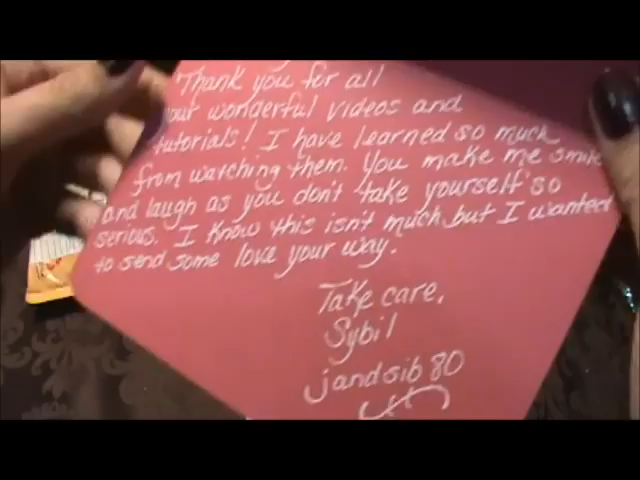 Thank you for all
your wonderful videos and
tutorials! I have learned so much
from watching them. You make me smile
and laugh as you don't take yourself so
serious. I know this isn't much but I wanted
to send some love your way.
Take care,
Sybil
jandsib80